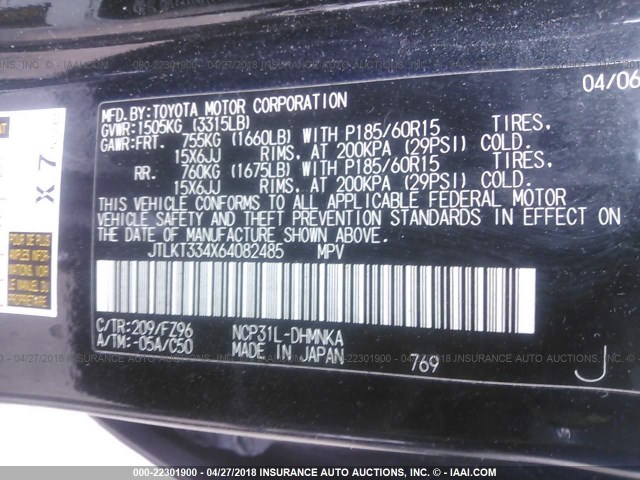 04/06
MFD. BY: TOYOTA MOTOR CORPORATION
GVWR: 1505KG (3315LB)
GAWR: FRT. 755KG (1660LB) WITH P185/60R15 TIRES,
15X6JJ RIMS, AT 200KPA (29PSI) COLD.
RR. 760KG (1675LB) WITH P185/60R15 TIRES,
15X6JJ RIMS, AT 200KPA (29PSI) COLD.
THIS VEHICLE CONFORMS TO ALL APPLICABLE FEDERAL MOTOR
VEHICLE SAFETY AND THEFT PREVENTION STANDARDS IN EFFECT ON
THE DATE OF MANUFACTURE SHOWN ABOVE.
JTLKT334X64082485 MPV
C/TR: 209/FZ96 NCP31L-DHMNKA
A/TM: -05A/C50 MADE IN JAPAN
769 J
X 7
000-22301900 - 04/27/2018 INSURANCE AUTO AUCTIONS, INC. - © - IAAI.COM